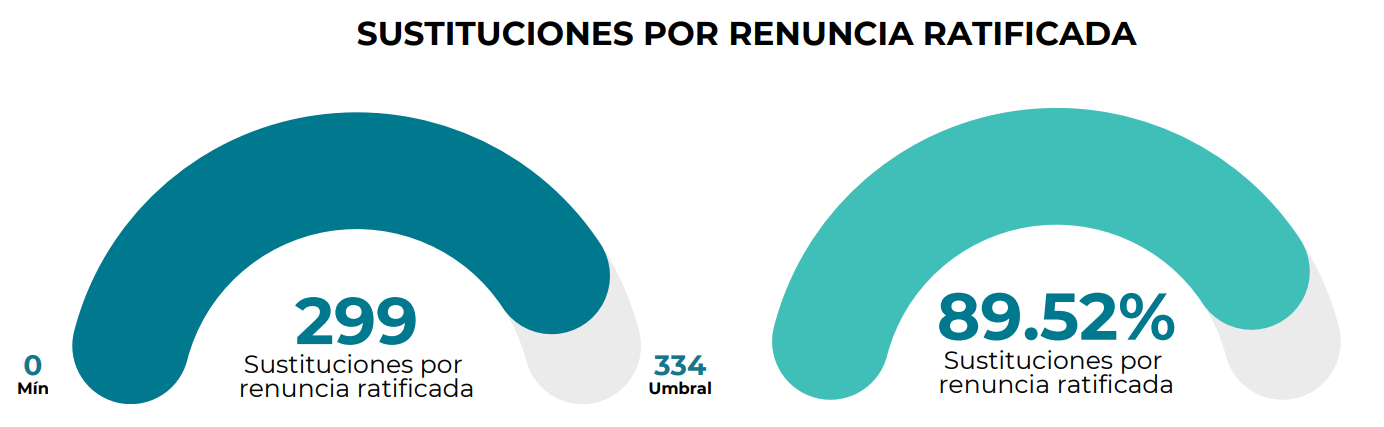 SUSTITUCIONES POR RENUNCIA RATIFICADA
299
Sustituciones por
renuncia ratificada
0
Mín
334
Umbral
89.52%
Sustituciones por
renuncia ratificada